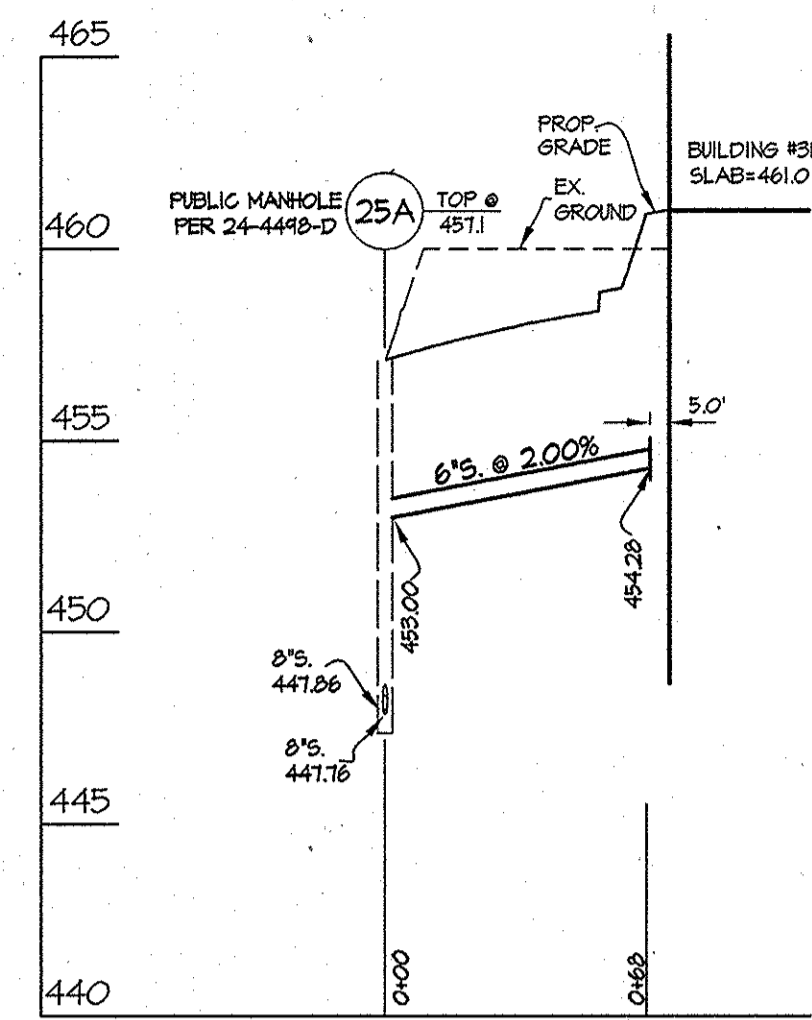 465
PROP.
GRADE
BUILDING #3
SLAB=461.0
PUBLIC MANHOLE
PER 24-4498-D
25A
TOP @
457.1
EX.
GROUND
460
455
5.0'
6"S. @ 2.00%
453.00
454.28
450
8"S.
447.86
8"S.
447.76
445
0+00
0+68
440